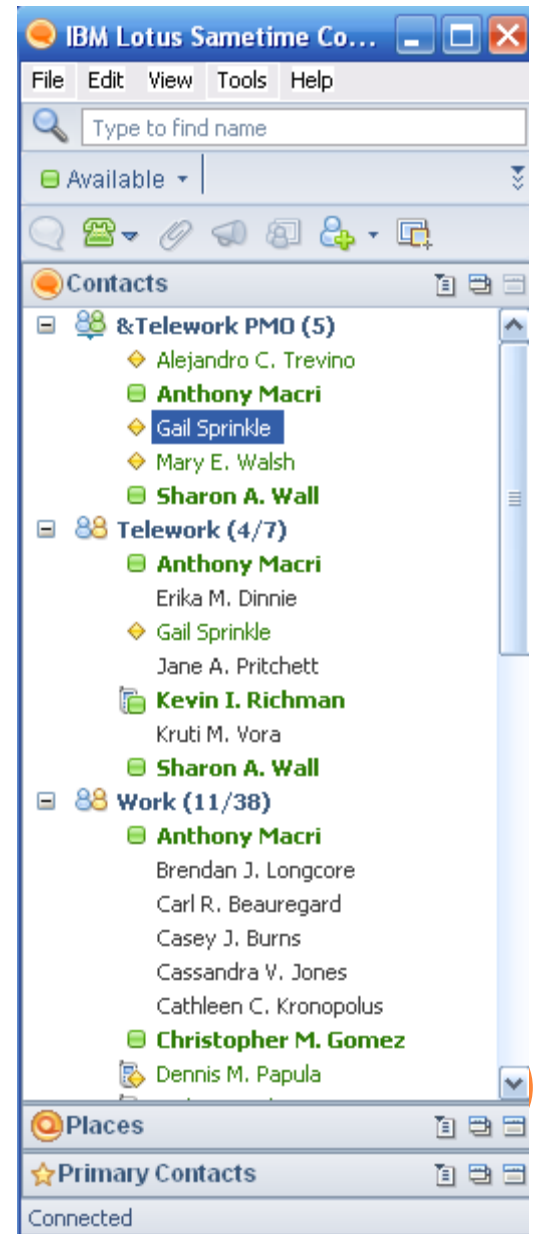 IBM Lotus Sametime Co...
File Edit View Tools Help
Type to find name
Available
Contacts
&Telework PMO (5)
Alejandro C. Trevino
Anthony Macri
Gail Sprinkle
Mary E. Walsh
Sharon A. Wall
Telework (4/7)
Anthony Macri
Erika M. Dinnie
Gail Sprinkle
Jane A. Pritchett
Kevin I. Richman
Kruti M. Vora
Sharon A. Wall
Work (11/38)
Anthony Macri
Brendan J. Longcore
Carl R. Beauregard
Casey J. Burns
Cassandra V. Jones
Cathleen C. Kronopolus
Christopher M. Gomez
Dennis M. Papula
Places
Primary Contacts
Connected